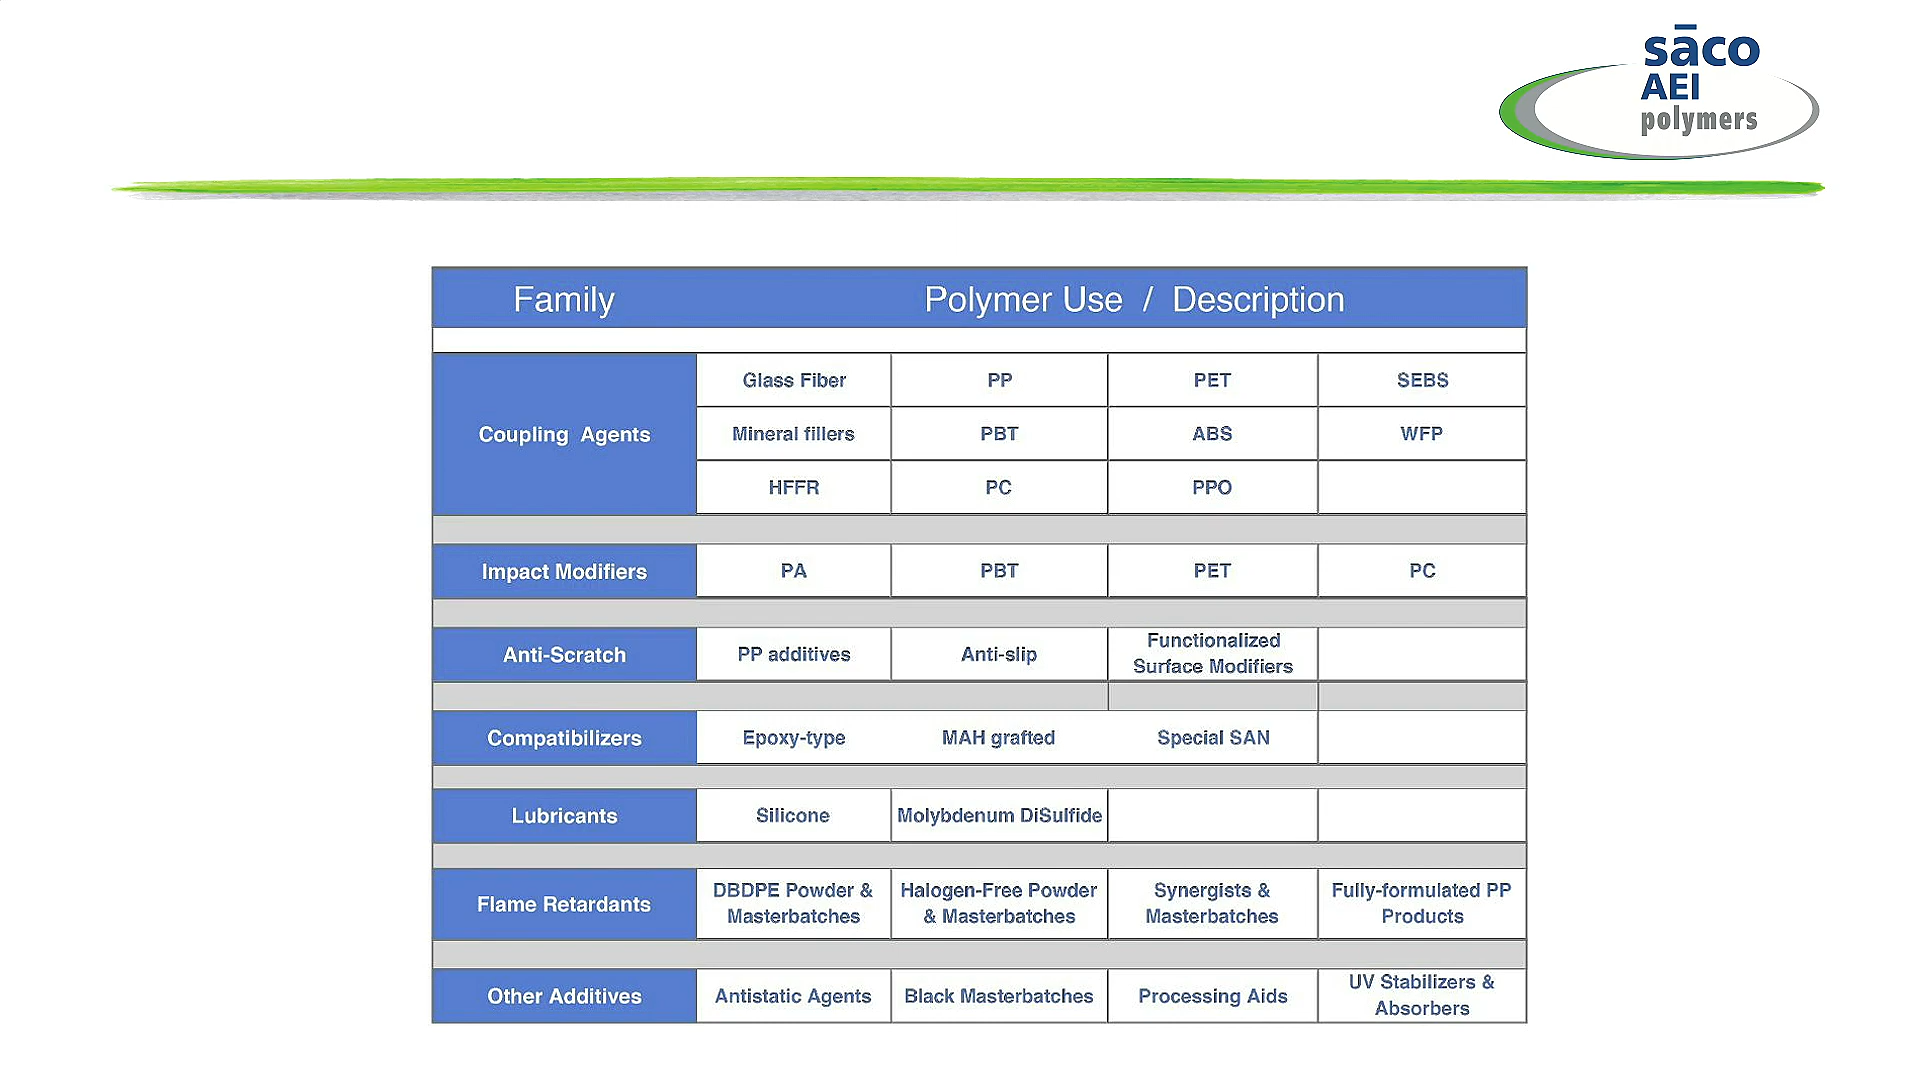 sāco
AEI
polymers
Family Polymer Use / Description
Glass Fiber PP PET SEBS
Coupling Agents Mineral fillers PBT ABS WFP
HFFR PC PPO
Impact Modifiers PA PBT PET PC
Anti-Scratch PP additives Anti-slip Functionalized
Surface Modifiers
Compatibilizers Epoxy-type MAH grafted Special SAN
Lubricants Silicone Molybdenum DiSulfide
Flame Retardants DBDPE Powder & Halogen-Free Powder Synergists & Fully-formulated PP
Masterbatches & Masterbatches Masterbatches Products
Other Additives Antistatic Agents Black Masterbatches Processing Aids UV Stabilizers &
Absorbers